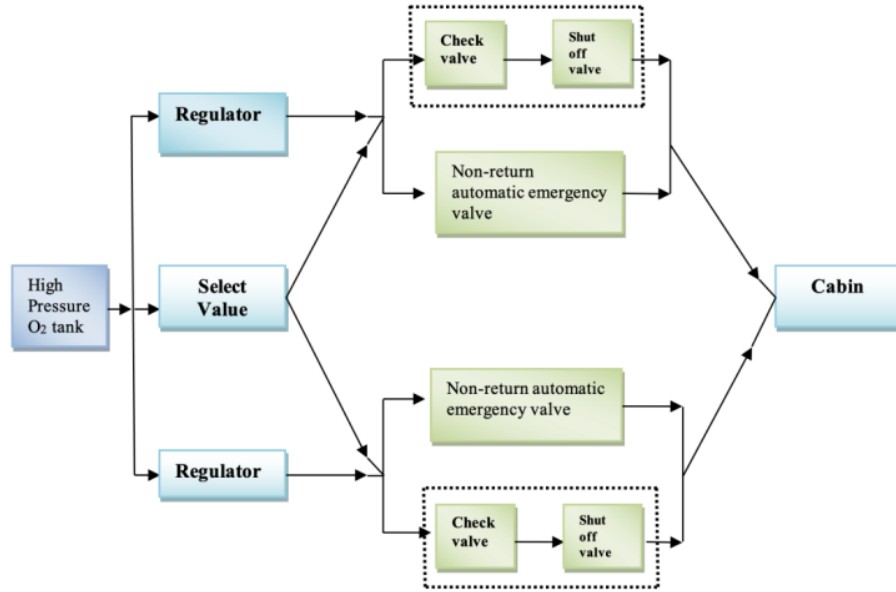 Check
valve
Shut
off
valve
Regulator
Non-return
automatic emergency
valve
High
Pressure
O₂ tank
Select
Value
Cabin
Non-return automatic
emergency valve
Regulator
Check
valve
Shut
off
valve